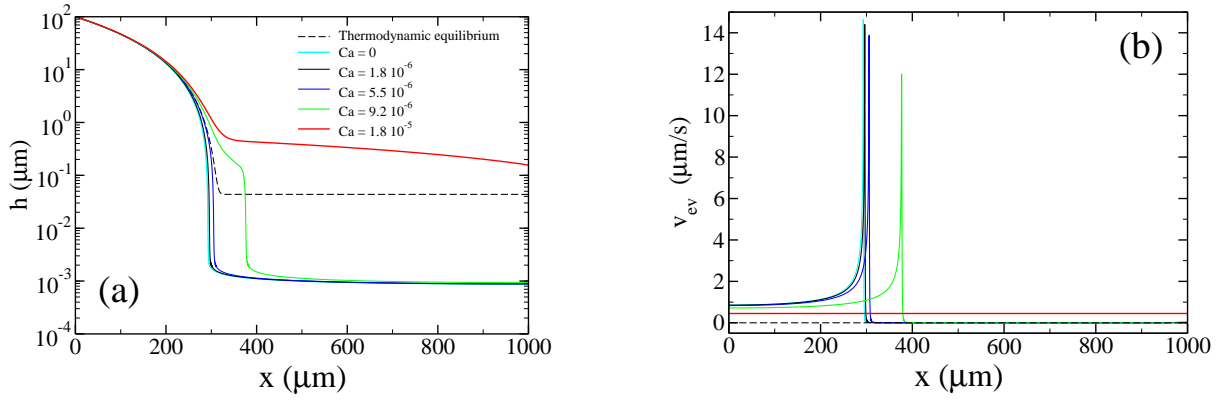 10^2
10^1
10^0
10^-1
10^-2
10^-3
10^-4
h (μm)
0 200 400 600 800 1000
x (μm)
Thermodynamic equilibrium
Ca = 0
Ca = 1.8 10^-6
Ca = 5.5 10^-6
Ca = 9.2 10^-6
Ca = 1.8 10^-5
(a)
14
12
10
8
6
4
2
0
v_ev (μm/s)
0 200 400 600 800 1000
x (μm)
(b)